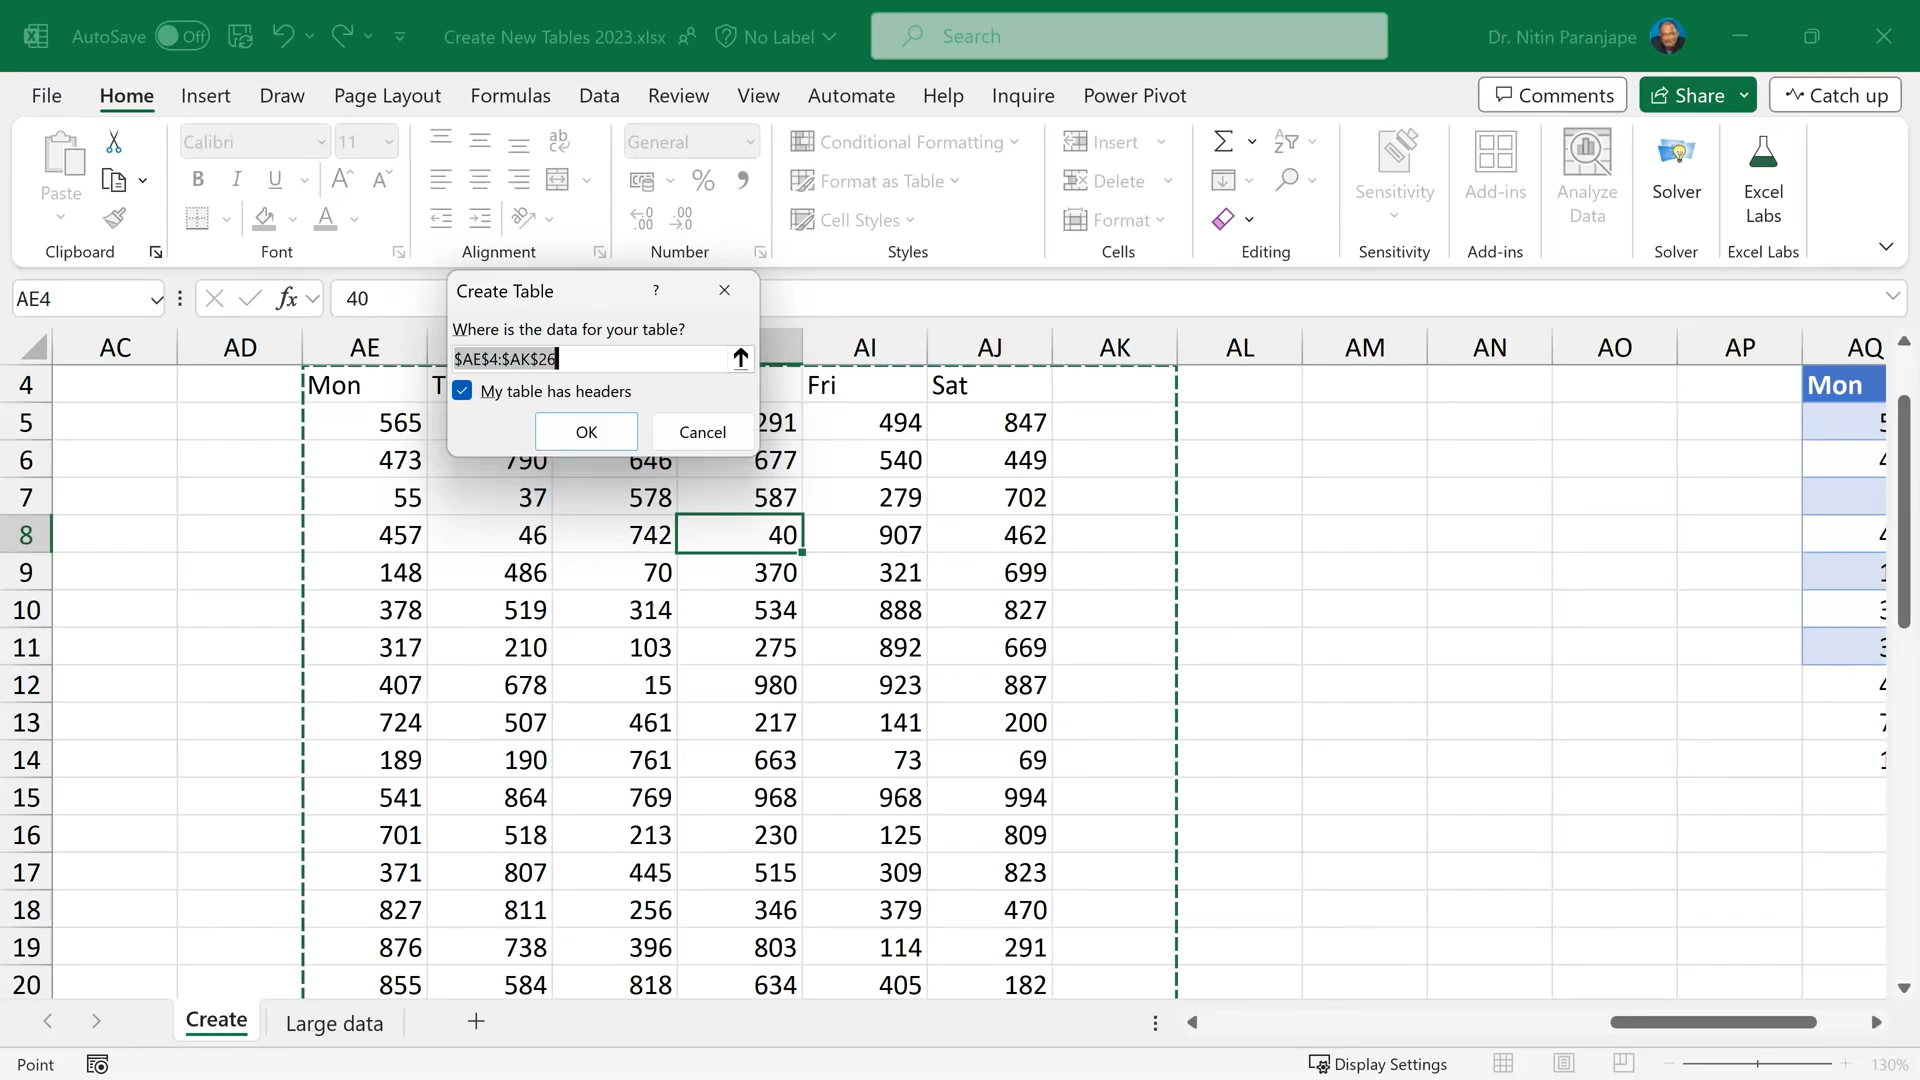 AutoSave Off Create New Tables 2023.xlsx No Label Search Dr. Nitin Paranjape
File Home Insert Draw Page Layout Formulas Data Review View Automate Help Inquire Power Pivot Comments Share Catch up
Calibri 11 General Conditional Formatting Insert
Paste Format as Table Delete Sensitivity Add-ins Analyze Data Solver Excel Labs
Cell Styles Format
Clipboard Font Alignment Number Styles Cells Editing Sensitivity Add-ins Solver Excel Labs
AE4 fx 40
Create Table ? ×
Where is the data for your table?
$AE$4:$AK$26
My table has headers
OK Cancel
AC AD AE AI AJ AK AL AM AN AO AP AQ
4 Mon T Fri Sat Mon
5 565 291 494 847
6 473 790 646 677 540 449
7 55 37 578 587 279 702
8 457 46 742 40 907 462
9 148 486 70 370 321 699
10 378 519 314 534 888 827
11 317 210 103 275 892 669
12 407 678 15 980 923 887
13 724 507 461 217 141 200
14 189 190 761 663 73 69
15 541 864 769 968 968 994
16 701 518 213 230 125 809
17 371 807 445 515 309 823
18 827 811 256 346 379 470
19 876 738 396 803 114 291
20 855 584 818 634 405 182
Create Large data
Point Display Settings 130%